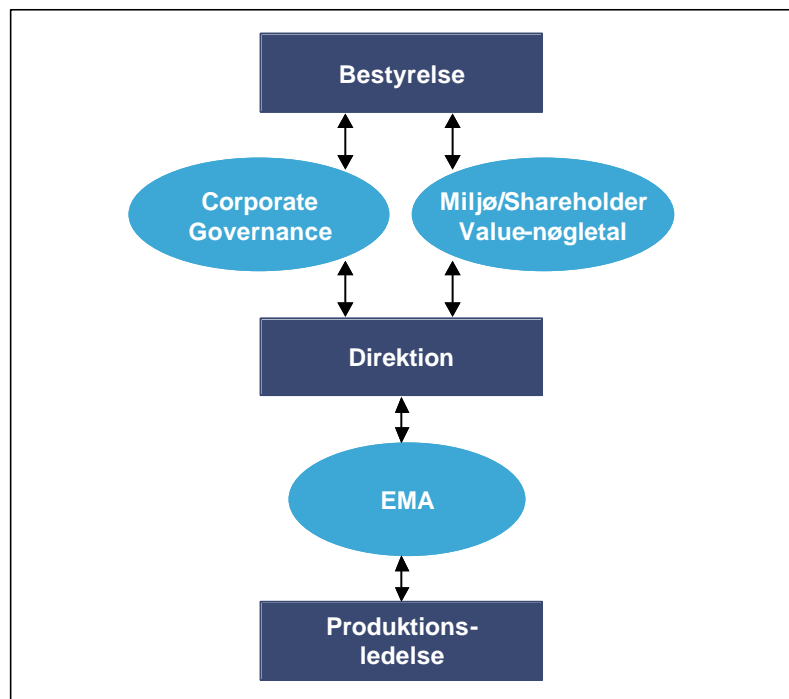 Bestyrelse
Corporate
Governance
Miljø/Shareholder
Value-nøgletal
Direktion
EMA
Produktions-
ledelse